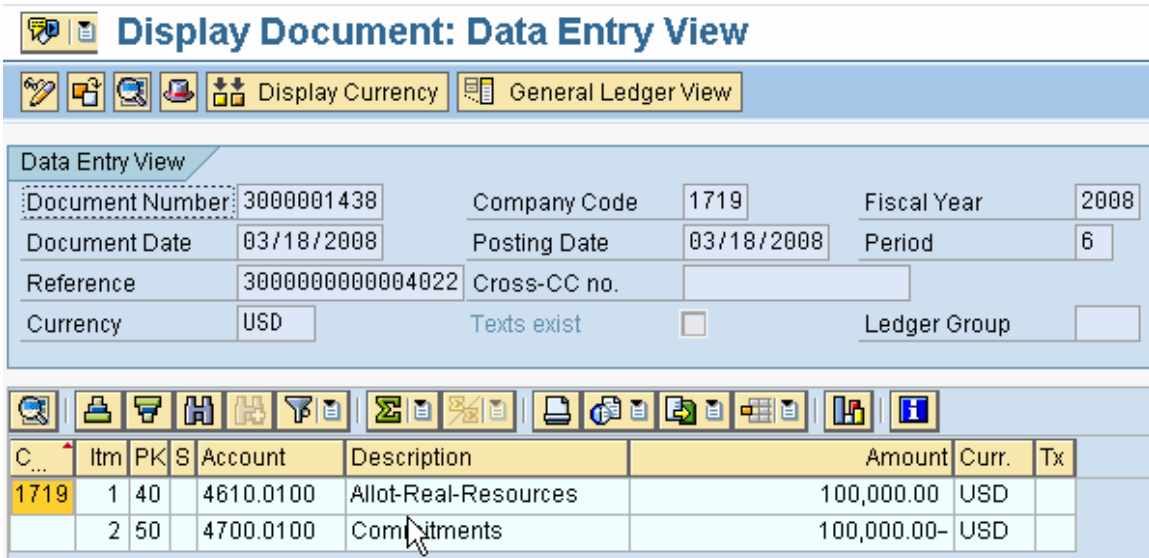 Display Document: Data Entry View
Display Currency General Ledger View
Data Entry View
Document Number 3000001438 Company Code 1719 Fiscal Year 2008
Document Date 03/18/2008 Posting Date 03/18/2008 Period 6
Reference 3000000000004022 Cross-CC no.
Currency USD Texts exist Ledger Group
C... Itm PK S Account Description Amount Curr. Tx
1719 1 40 4610.0100 Allot-Real-Resources 100,000.00 USD
2 50 4700.0100 Commitments 100,000.00- USD